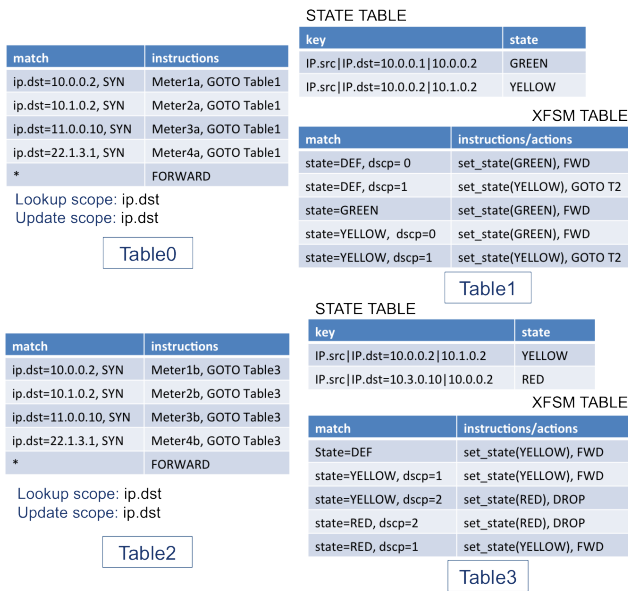 match instructions
ip.dst=10.0.0.2, SYN Meter1a, GOTO Table1
ip.dst=10.1.0.2, SYN Meter2a, GOTO Table1
ip.dst=11.0.0.10, SYN Meter3a, GOTO Table1
ip.dst=22.1.3.1, SYN Meter4a, GOTO Table1
* FORWARD
Lookup scope: ip.dst
Update scope: ip.dst
Table0
STATE TABLE
key state
IP.src|IP.dst=10.0.0.1|10.0.0.2 GREEN
IP.src|IP.dst=10.0.0.2|10.1.0.2 YELLOW
XFSM TABLE
match instructions/actions
state=DEF, dscp= 0 set_state(GREEN), FWD
state=DEF, dscp=1 set_state(YELLOW), GOTO T2
state=GREEN set_state(GREEN), FWD
state=YELLOW, dscp=0 set_state(GREEN), FWD
state=YELLOW, dscp=1 set_state(YELLOW), GOTO T2
Table1
match instructions
ip.dst=10.0.0.2, SYN Meter1b, GOTO Table3
ip.dst=10.1.0.2, SYN Meter2b, GOTO Table3
ip.dst=11.0.0.10, SYN Meter3b, GOTO Table3
ip.dst=22.1.3.1, SYN Meter4b, GOTO Table3
* FORWARD
Lookup scope: ip.dst
Update scope: ip.dst
Table2
STATE TABLE
key state
IP.src|IP.dst=10.0.0.2|10.1.0.2 YELLOW
IP.src|IP.dst=10.3.0.10|10.0.0.2 RED
XFSM TABLE
match instructions/actions
State=DEF set_state(YELLOW), FWD
state=YELLOW, dscp=1 set_state(YELLOW), FWD
state=YELLOW, dscp=2 set_state(RED), DROP
state=RED, dscp=2 set_state(RED), DROP
state=RED, dscp=1 set_state(YELLOW), FWD
Table3